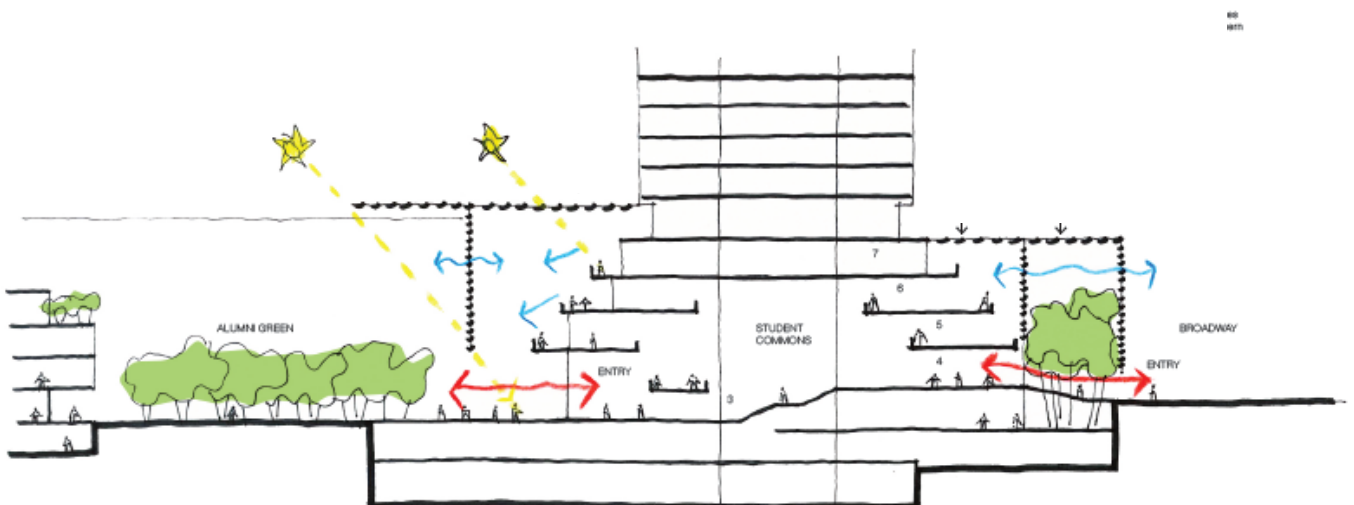 7
6
ALUMNI GREEN
STUDENT
COMMONS
5
BROADWAY
4
ENTRY
ENTRY
3